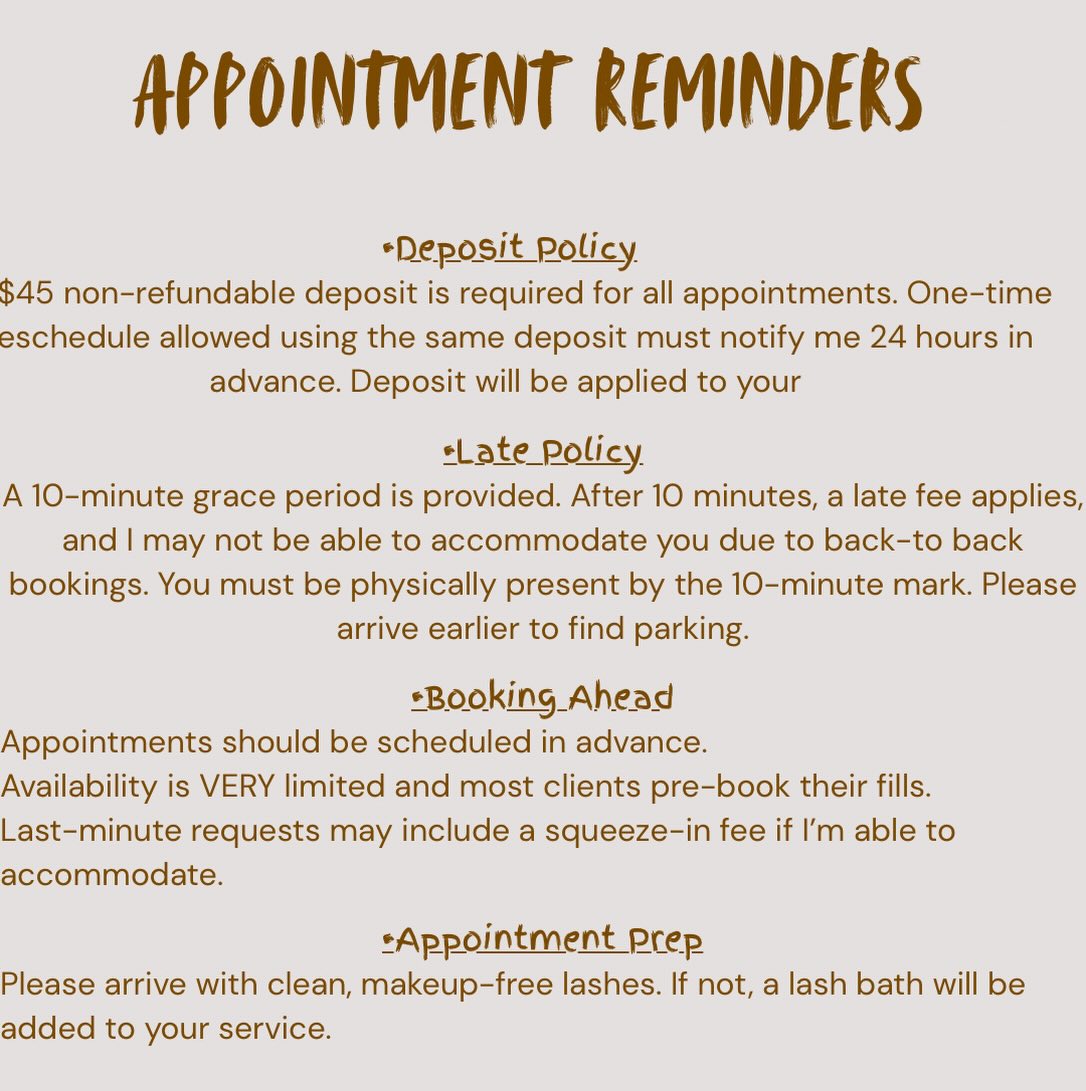 APPOINTMENT REMINDERS
•Deposit Policy
$45 non-refundable deposit is required for all appointments. One-time
eschedule allowed using the same deposit must notify me 24 hours in
advance. Deposit will be applied to your
•Late Policy
A 10-minute grace period is provided. After 10 minutes, a late fee applies,
and I may not be able to accommodate you due to back-to back
bookings. You must be physically present by the 10-minute mark. Please
arrive earlier to find parking.
•Booking Ahead
Appointments should be scheduled in advance.
Availability is VERY limited and most clients pre-book their fills.
Last-minute requests may include a squeeze-in fee if I’m able to
accommodate.
•Appointment Prep
Please arrive with clean, makeup-free lashes. If not, a lash bath will be
added to your service.